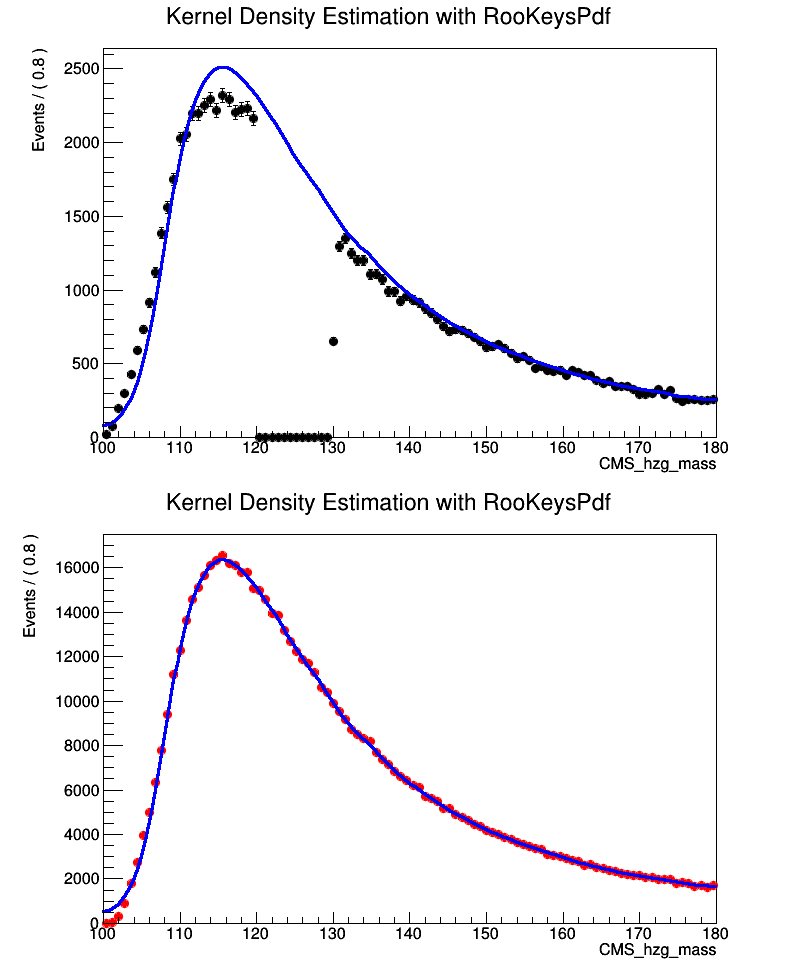 Kernel Density Estimation with RooKeysPdf
Events / ( 0.8 )
2500
2000
1500
1000
500
0
100 110 120 130 140 150 160 170 180
CMS_hzg_mass
Kernel Density Estimation with RooKeysPdf
Events / ( 0.8 )
16000
14000
12000
10000
8000
6000
4000
2000
0
100 110 120 130 140 150 160 170 180
CMS_hzg_mass